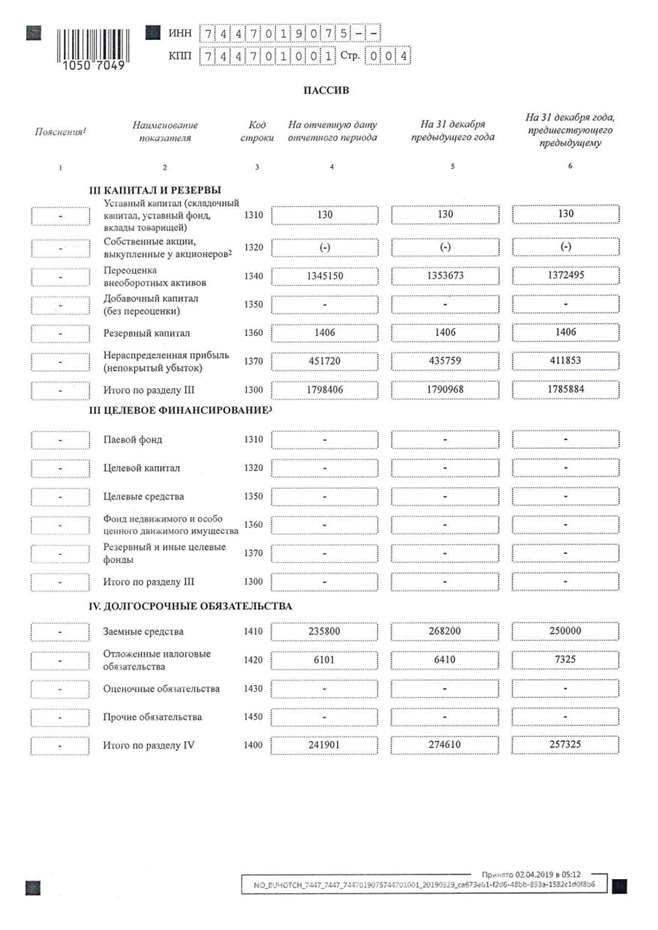 ИНН 7447019075--
1050 7049
КПП 744701001 Стр. 004
ПАССИВ
Пояснения1 Наименование показателя Код строки На отчетную дату отчетного периода На 31 декабря предыдущего года На 31 декабря года, предшествующего предыдущему
1 2 3 4 5 6
III КАПИТАЛ И РЕЗЕРВЫ
- Уставный капитал (складочный капитал, уставный фонд, вклады товарищей) 1310 130 130 130
- Собственные акции, выкупленные у акционеров2 1320 (-) (-) (-)
- Переоценка внеоборотных активов 1340 1345150 1353673 1372495
- Добавочный капитал (без переоценки) 1350 - - -
- Резервный капитал 1360 1406 1406 1406
- Нераспределенная прибыль (непокрытый убыток) 1370 451720 435759 411853
- Итого по разделу III 1300 1798406 1790968 1785884
III ЦЕЛЕВОЕ ФИНАНСИРОВАНИЕ3
- Паевой фонд 1310 - - -
- Целевой капитал 1320 - - -
- Целевые средства 1350 - - -
- Фонд недвижимого и особо ценного движимого имущества 1360 - - -
- Резервный и иные целевые фонды 1370 - - -
- Итого по разделу III 1300 - - -
IV. ДОЛГОСРОЧНЫЕ ОБЯЗАТЕЛЬСТВА
- Заемные средства 1410 235800 268200 250000
- Отложенные налоговые обязательства 1420 6101 6410 7325
- Оценочные обязательства 1430 - - -
- Прочие обязательства 1450 - - -
- Итого по разделу IV 1400 241901 274610 257325
Принято 02.04.2019 в 05:12